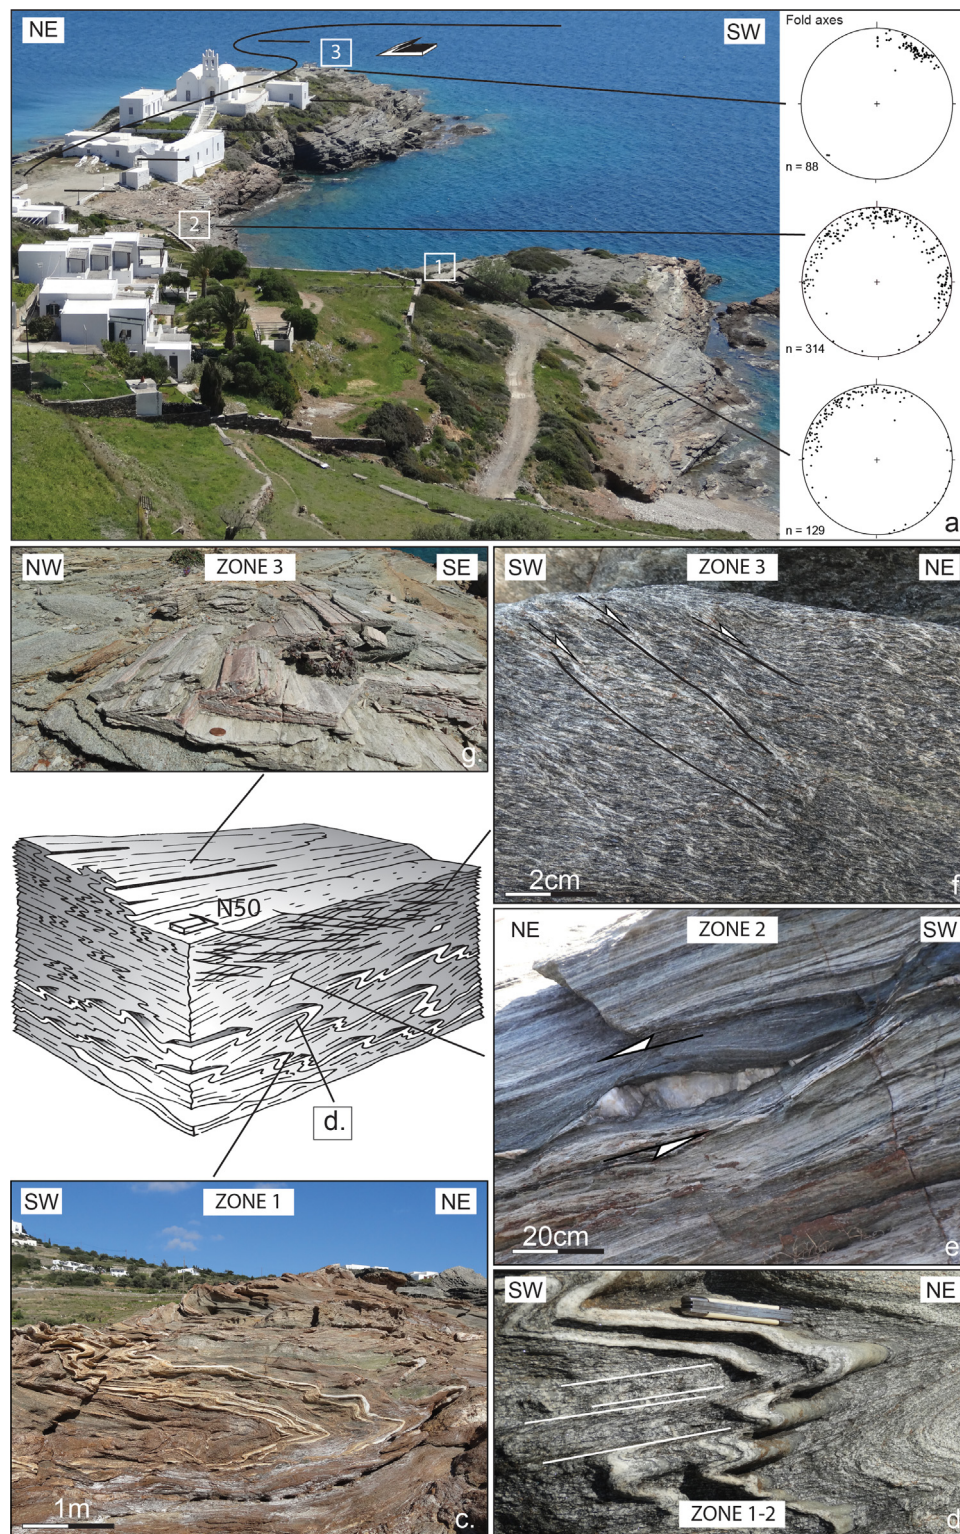 NE
SW
Fold axes
3
n = 88
2
1
n = 314
n = 129
a
NW
ZONE 3
SE
g.
SW
ZONE 3
NE
2cm
f
N50
d.
NE
ZONE 2
SW
20cm
e
SW
ZONE 1
NE
1m
c.
SW
NE
ZONE 1-2
d